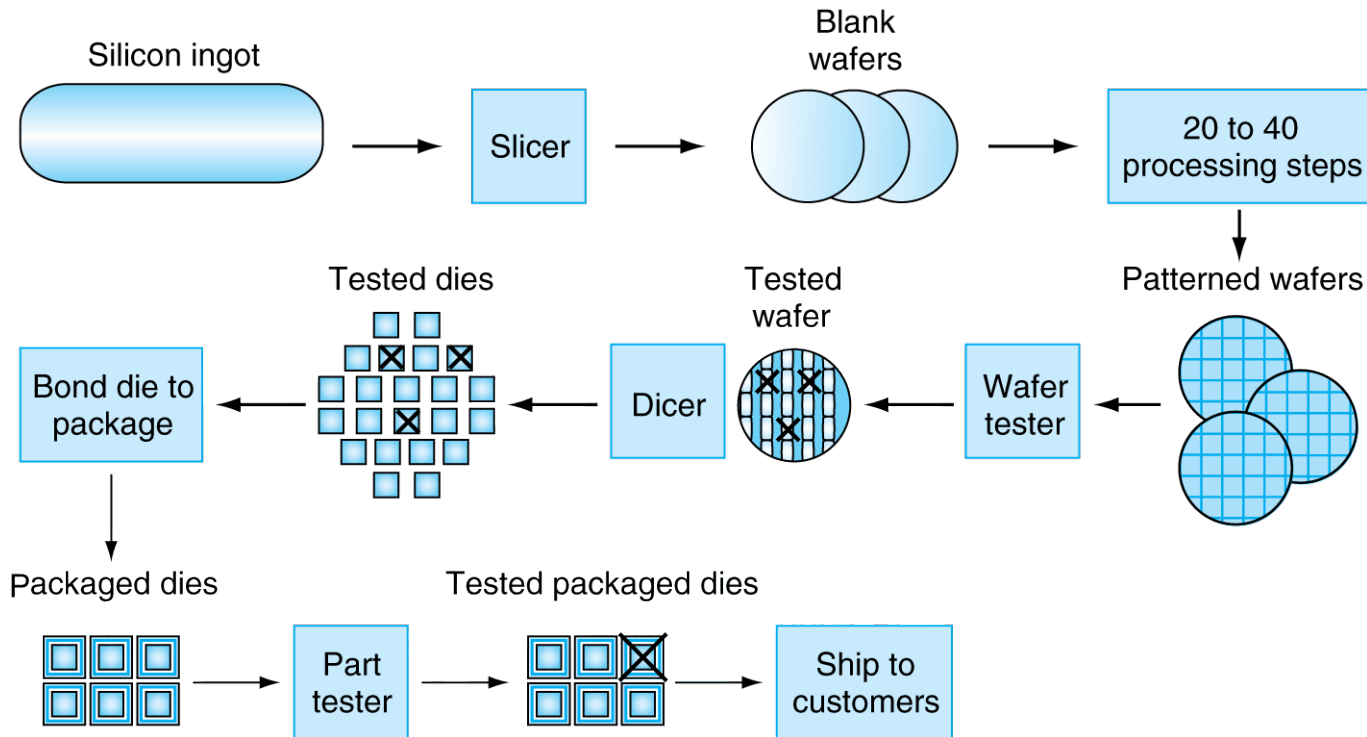 Silicon ingot
Slicer
Blank
wafers
20 to 40
processing steps
Tested dies
Tested
wafer
Patterned wafers
Bond die to
package
Dicer
Wafer
tester
Packaged dies
Tested packaged dies
Part
tester
Ship to
customers